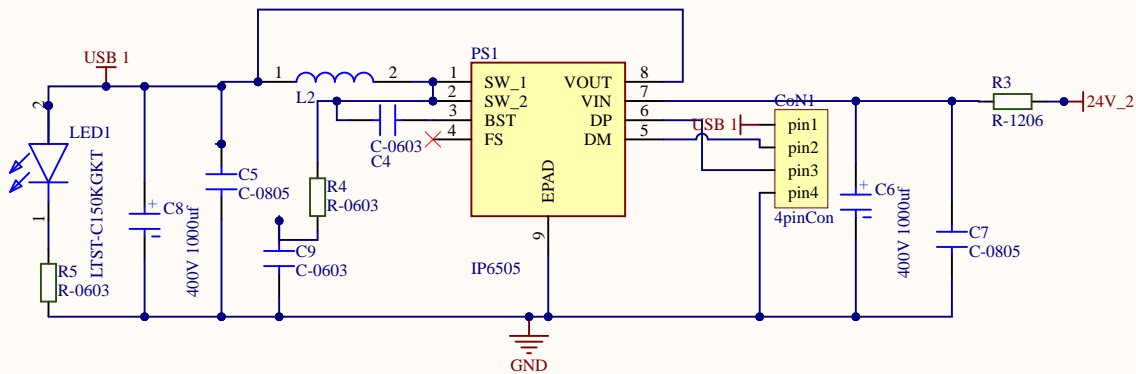 USB 1
2
LED1
LTST-C150KGKT
1
R5
R-0603
C8
400V 1000uf
C5
C-0805
1
2
L2
C-0603
C4
R4
R-0603
C9
C-0603
PS1
1
SW_1
2
SW_2
3
BST
4
FS
VOUT
8
VIN
7
DP
6
DM
5
EPAD
9
IP6505
GND
CoN1
USB 1
pin1
pin2
pin3
pin4
4pinCon
C6
400V 1000uf
C7
C-0805
R3
R-1206
24V_2